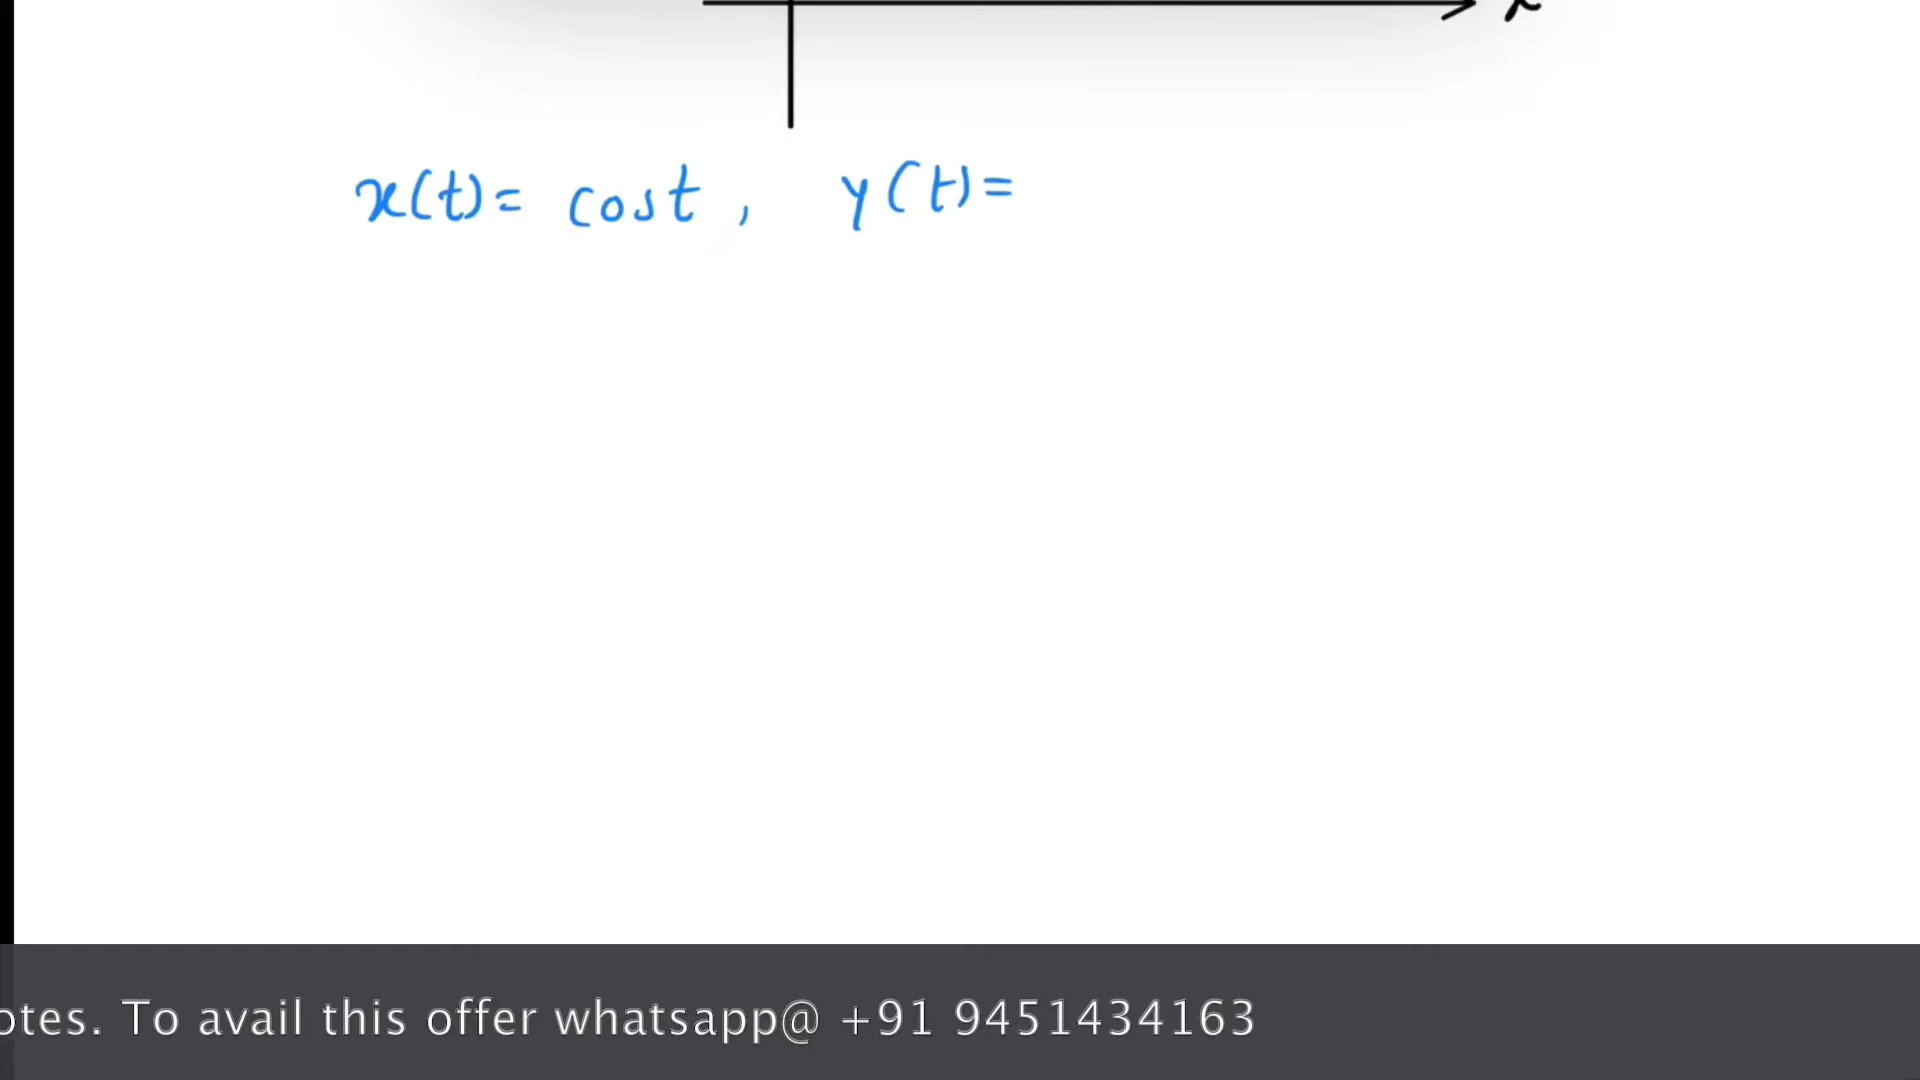 x(t)= cost, y(t)=
otes. To avail this offer whatsapp@ +91 9451434163